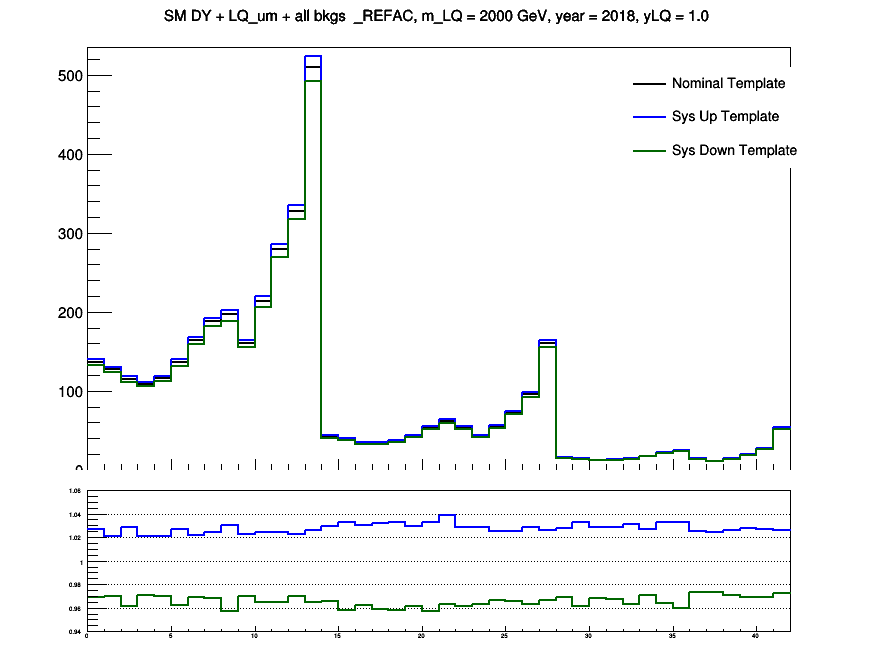 SM DY + LQ_um + all bkgs _REFAC, m_LQ = 2000 GeV, year = 2018, yLQ = 1.0
500
400
300
200
100
0
Nominal Template
Sys Up Template
Sys Down Template
1.06
1.04
1.02
1
0.98
0.96
0.94
0 5 10 15 20 25 30 35 40